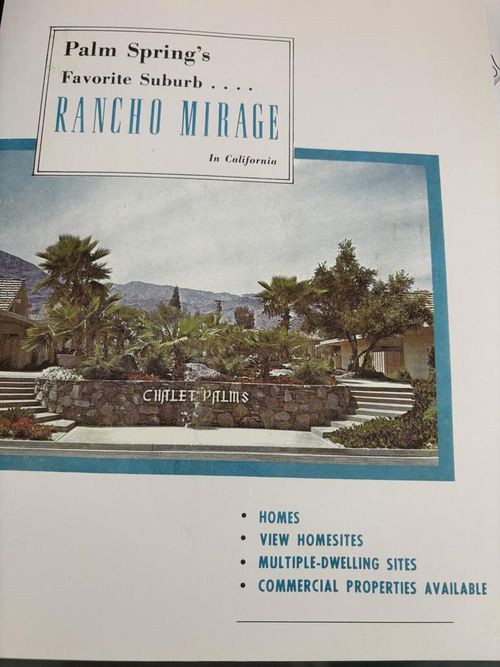 Palm Spring's
Favorite Suburb . . . .
RANCHO MIRAGE
In California
CHALET PALMS
• HOMES
• VIEW HOMESITES
• MULTIPLE-DWELLING SITES
• COMMERCIAL PROPERTIES AVAILABLE